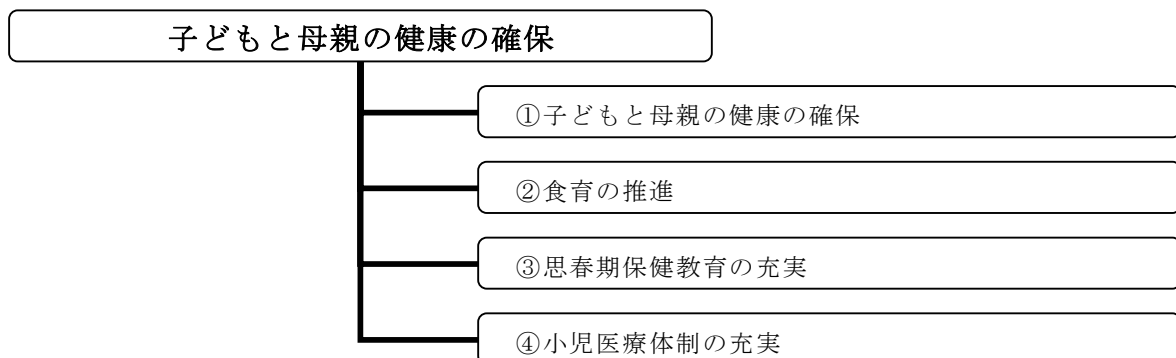 子どもと母親の健康の確保
①子どもと母親の健康の確保
②食育の推進
③思春期保健教育の充実
④小児医療体制の充実